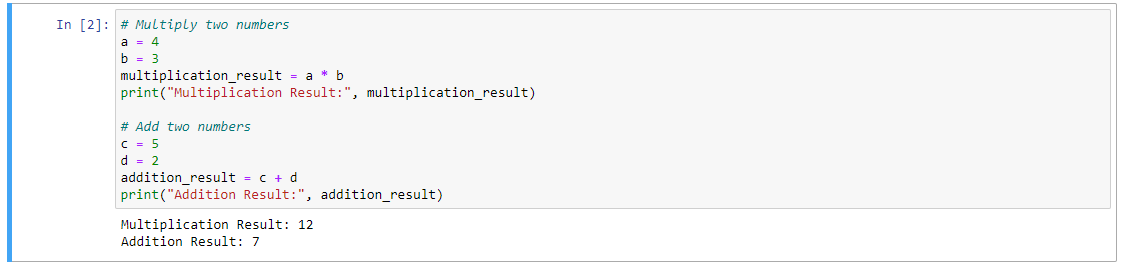 In [2]: # Multiply two numbers
a = 4
b = 3
multiplication_result = a * b
print("Multiplication Result:", multiplication_result)
# Add two numbers
c = 5
d = 2
addition_result = c + d
print("Addition Result:", addition_result)
Multiplication Result: 12
Addition Result: 7